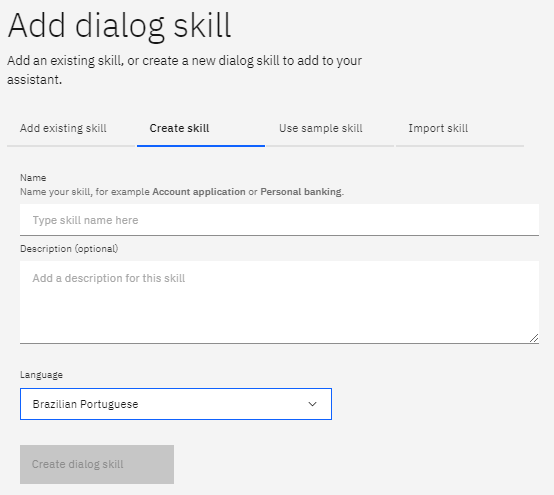 Add dialog skill
Add an existing skill, or create a new dialog skill to add to your
assistant.
Add existing skill
Create skill
Use sample skill
Import skill
Name
Name your skill, for example Account application or Personal banking.
Type skill name here
Description (optional)
Add a description for this skill
Language
Brazilian Portuguese
Create dialog skill